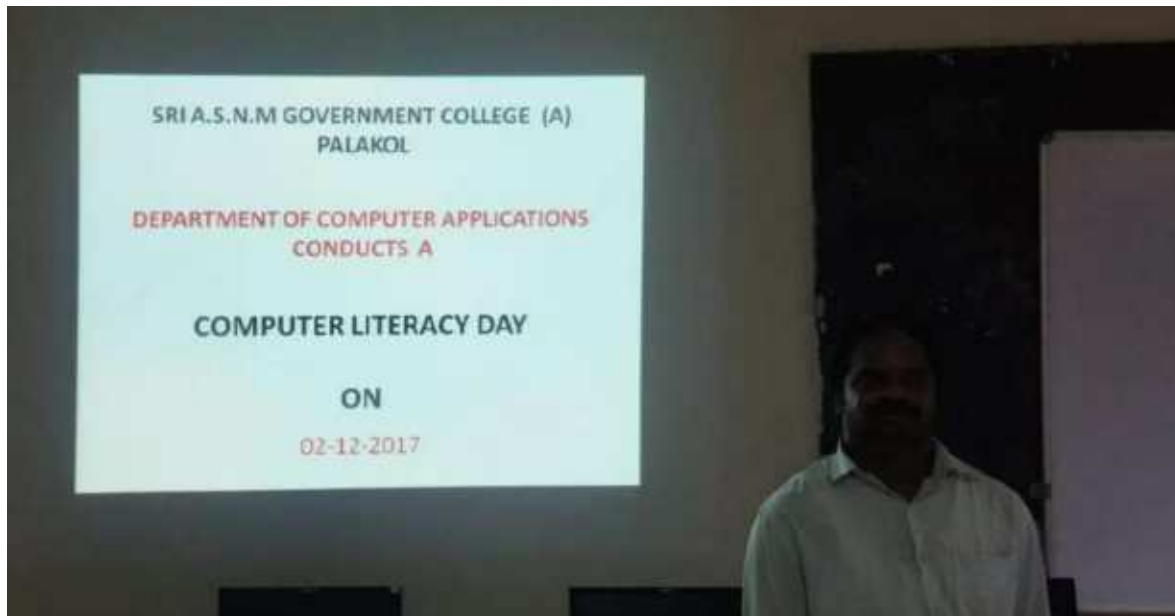 SRI A.S.N.M GOVERNMENT COLLEGE (A)
PALAKOL
DEPARTMENT OF COMPUTER APPLICATIONS
CONDUCTS A
COMPUTER LITERACY DAY
ON
02-12-2017